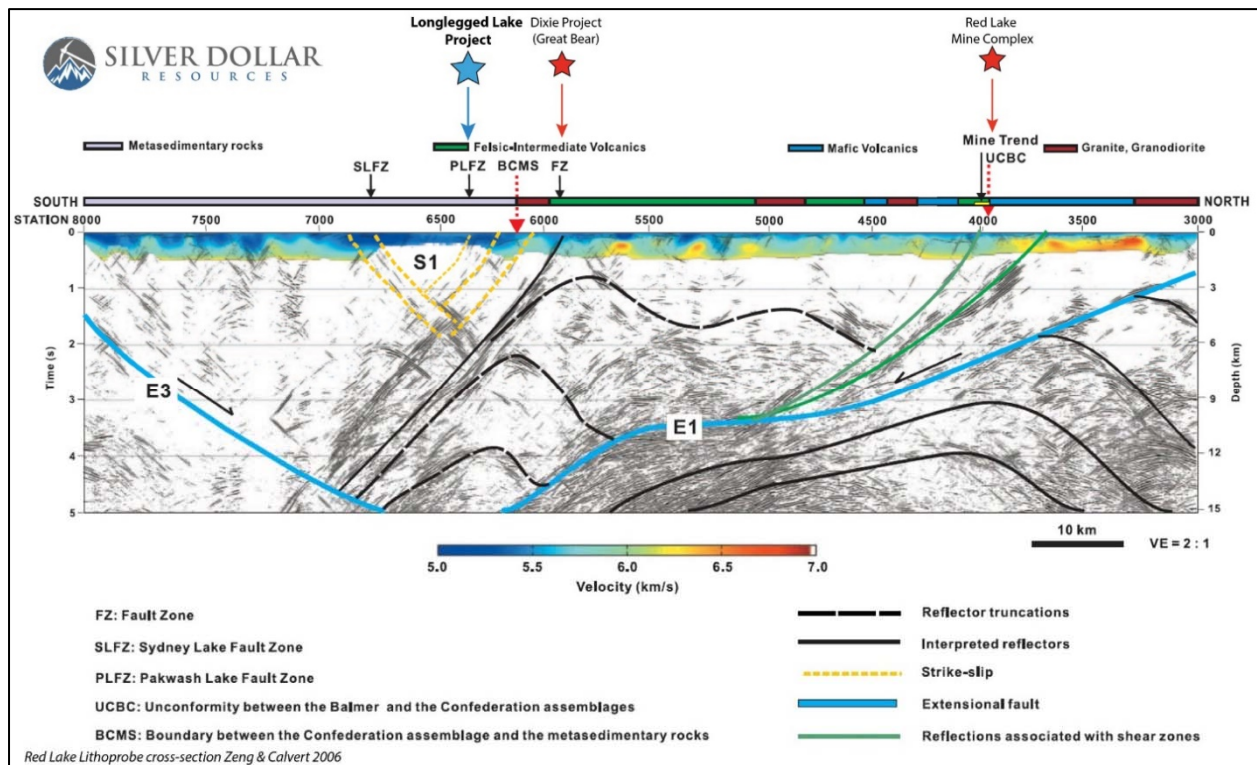 SILVER DOLLAR
RESOURCES
Longlegged Lake
Project
Dixie Project
(Great Bear)
Red Lake
Mine Complex
Metasedimentary rocks
Felsic-Intermediate Volcanics
Mafic Volcanics
Mine Trend
UCBC
Granite, Granodiorite
SLFZ
PLFZ
BCMS
FZ
SOUTH
NORTH
STATION 8000 7500 7000 6500 6000 5500 5000 4500 4000 3500 3000
0
1
2
3
4
5
Time (s)
0
3
6
9
12
15
Depth (km)
S1
E3
E1
10 km
VE = 2 : 1
5.0 5.5 6.0 6.5 7.0
Velocity (km/s)
FZ: Fault Zone
SLFZ: Sydney Lake Fault Zone
PLFZ: Pakwash Lake Fault Zone
UCBC: Unconformity between the Balmer and the Confederation assemblages
BCMS: Boundary between the Confederation assemblage and the metasedimentary rocks
Reflector truncations
Interpreted reflectors
Strike-slip
Extensional fault
Reflections associated with shear zones
Red Lake Lithoprobe cross-section Zeng & Calvert 2006